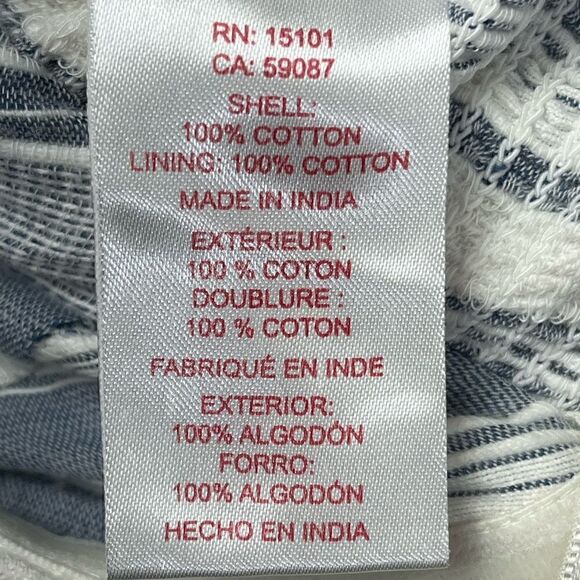 RN: 15101
CA: 59087
SHELL:
100% COTTON
LINING: 100% COTTON
MADE IN INDIA
EXTÉRIEUR :
100 % COTON
DOUBLURE :
100 % COTON
FABRIQUÉ EN INDE
EXTERIOR:
100% ALGODÓN
FORRO:
100% ALGODÓN
HECHO EN INDIA